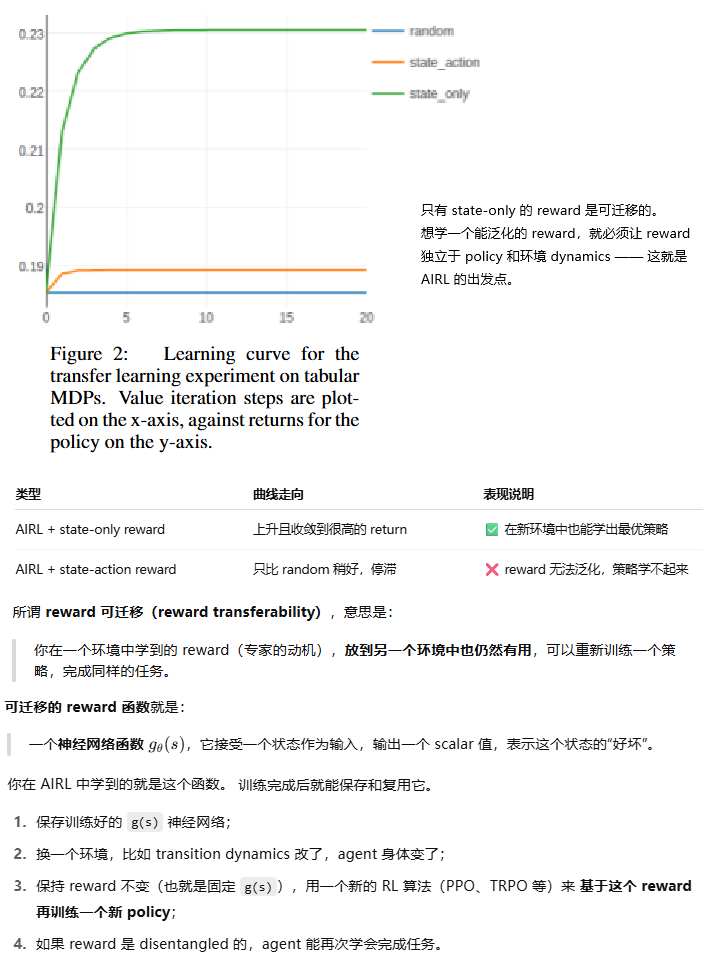 0.23
0.22
0.21
0.2
0.19
0
5
10
15
20
random
state_action
state_only
只有 state-only 的 reward 是可迁移的。
想学一个能泛化的 reward，就必须让 reward
独立于 policy 和环境 dynamics —— 这就是
AIRL 的出发点。
Figure 2: Learning curve for the
transfer learning experiment on tabular
MDPs. Value iteration steps are plot-
ted on the x-axis, against returns for the
policy on the y-axis.
类型 曲线走向 表现说明
AIRL + state-only reward 上升且收敛到很高的 return ✅ 在新环境中也能学出最优策略
AIRL + state-action reward 只比 random 稍好，停滞 ❌ reward 无法泛化，策略学不起来
所谓 reward 可迁移（reward transferability），意思是：
你在一个环境中学到的 reward（专家的动机），放到另一个环境中也仍然有用，可以重新训练一个策
略，完成同样的任务。
可迁移的 reward 函数就是：
一个神经网络函数 gθ(s)，它接受一个状态作为输入，输出一个 scalar 值，表示这个状态的“好坏”。
你在 AIRL 中学到的就是这个函数。 训练完成后就能保存和复用它。
1. 保存训练好的 g(s) 神经网络；
2. 换一个环境，比如 transition dynamics 改了，agent 身体变了；
3. 保持 reward 不变（也就是固定 g(s)），用一个新的 RL 算法（PPO、TRPO 等）来 基于这个 reward
再训练一个新 policy；
4. 如果 reward 是 disentangled 的，agent 能再次学会完成任务。